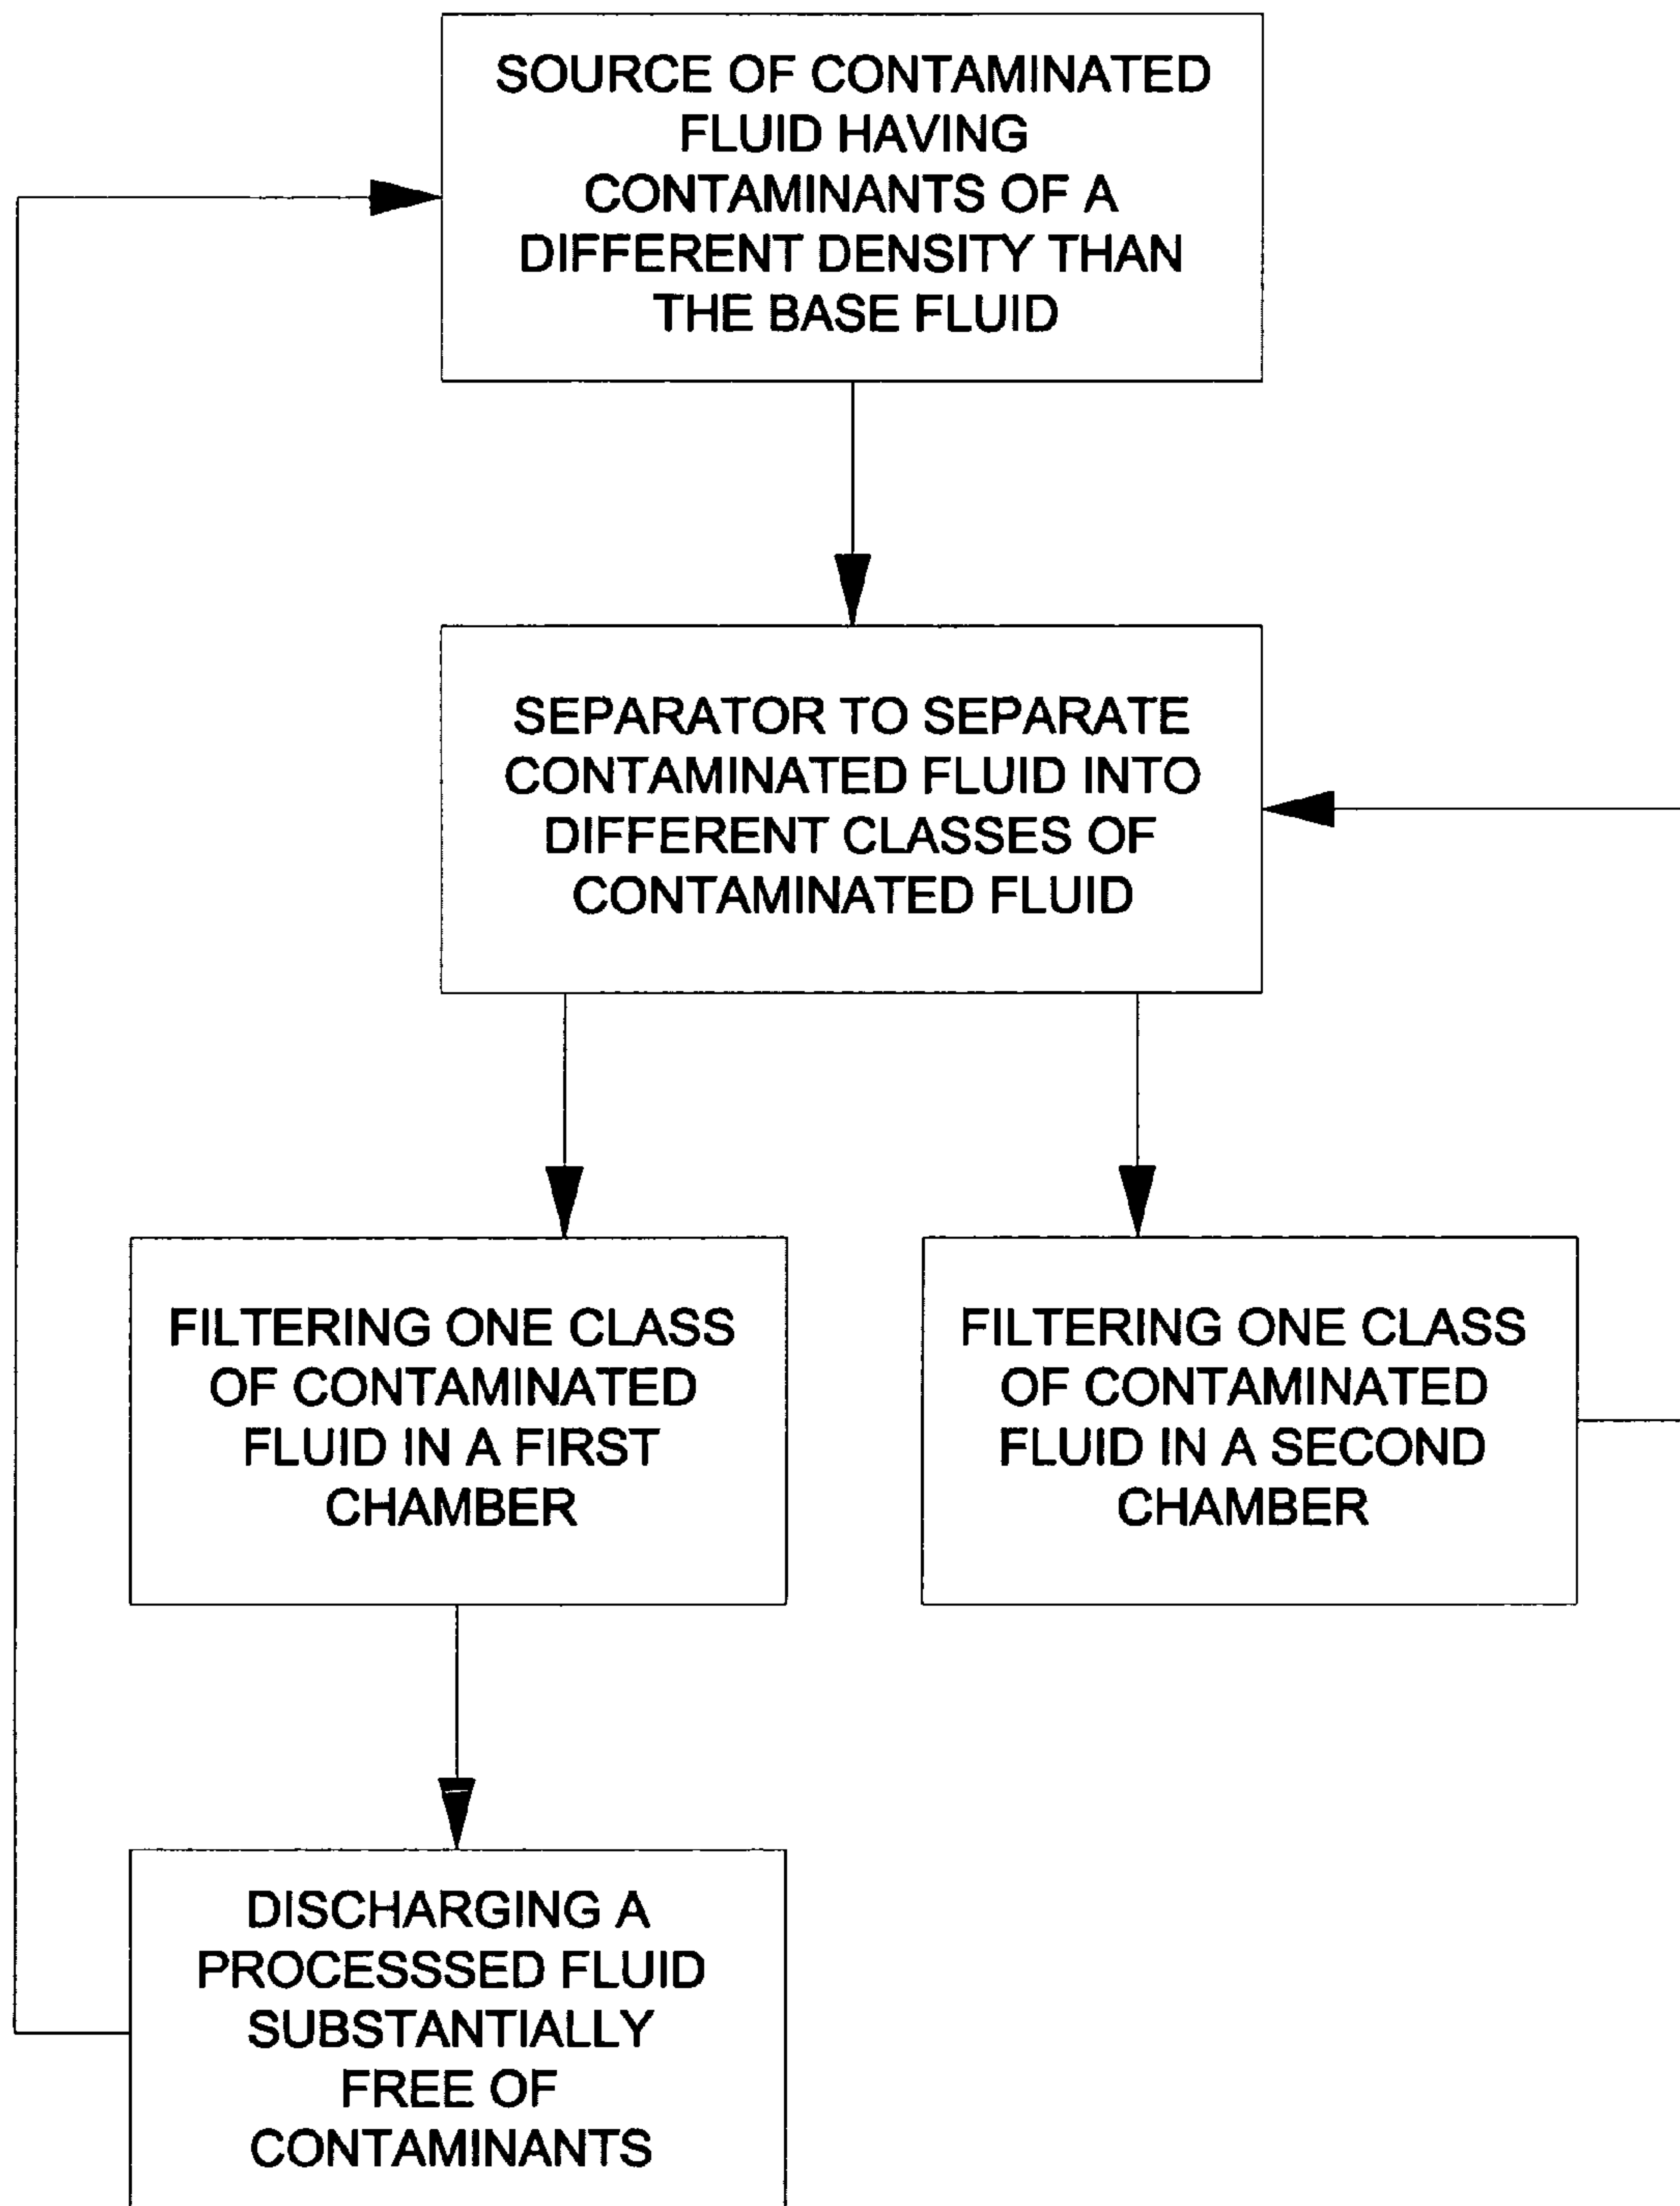 SOURCE OF CONTAMINATED
FLUID HAVING
CONTAMINANTS OF A
DIFFERENT DENSITY THAN
THE BASE FLUID
SEPARATOR TO SEPARATE
CONTAMINATED FLUID INTO
DIFFERENT CLASSES OF
CONTAMINATED FLUID
FILTERING ONE CLASS
OF CONTAMINATED
FLUID IN A FIRST
CHAMBER
FILTERING ONE CLASS
OF CONTAMINATED
FLUID IN A SECOND
CHAMBER
DISCHARGING A
PROCESSSED FLUID
SUBSTANTIALLY
FREE OF
CONTAMINANTS